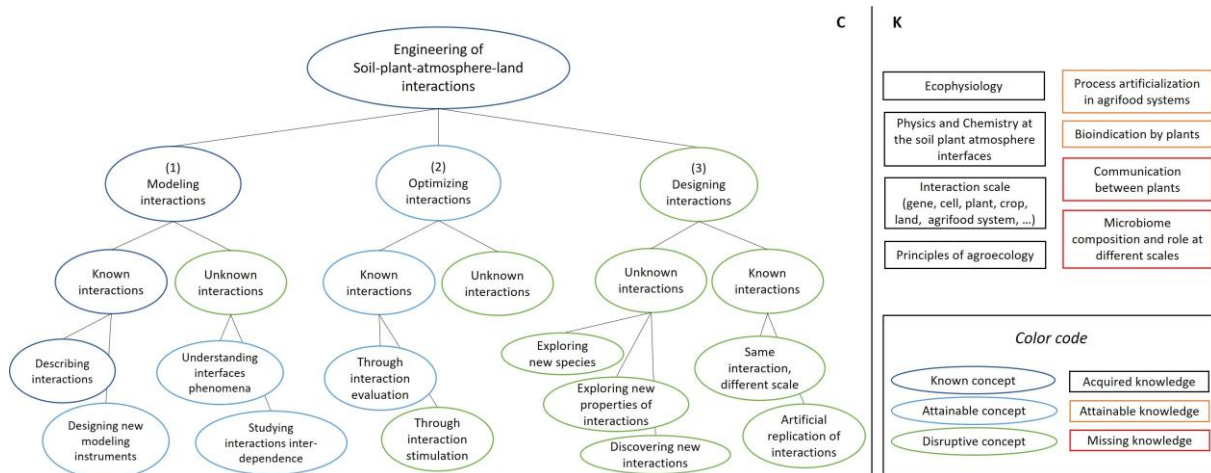 C
K
Engineering of
Soil-plant-atmosphere-land
interactions
(1)
Modeling
interactions
(2)
Optimizing
interactions
(3)
Designing
interactions
Known
interactions
Unknown
interactions
Known
interactions
Unknown
interactions
Unknown
interactions
Known
interactions
Describing
interactions
Designing new
modeling
instruments
Understanding
interfaces
phenomena
Studying
interactions inter-
dependence
Through
interaction
evaluation
Through
interaction
stimulation
Exploring
new species
Exploring new
properties of
interactions
Discovering new
interactions
Same
interaction,
different scale
Artificial
replication of
interactions
Ecophysiology
Physics and Chemistry at
the soil plant atmosphere
interfaces
Interaction scale
(gene, cell, plant, crop,
land, agrifood system, ...)
Principles of agroecology
Process artificialization
in agrifood systems
Bioindication by plants
Communication
between plants
Microbiome
composition and role at
different scales
Color code
Known concept
Acquired knowledge
Attainable concept
Attainable knowledge
Disruptive concept
Missing knowledge